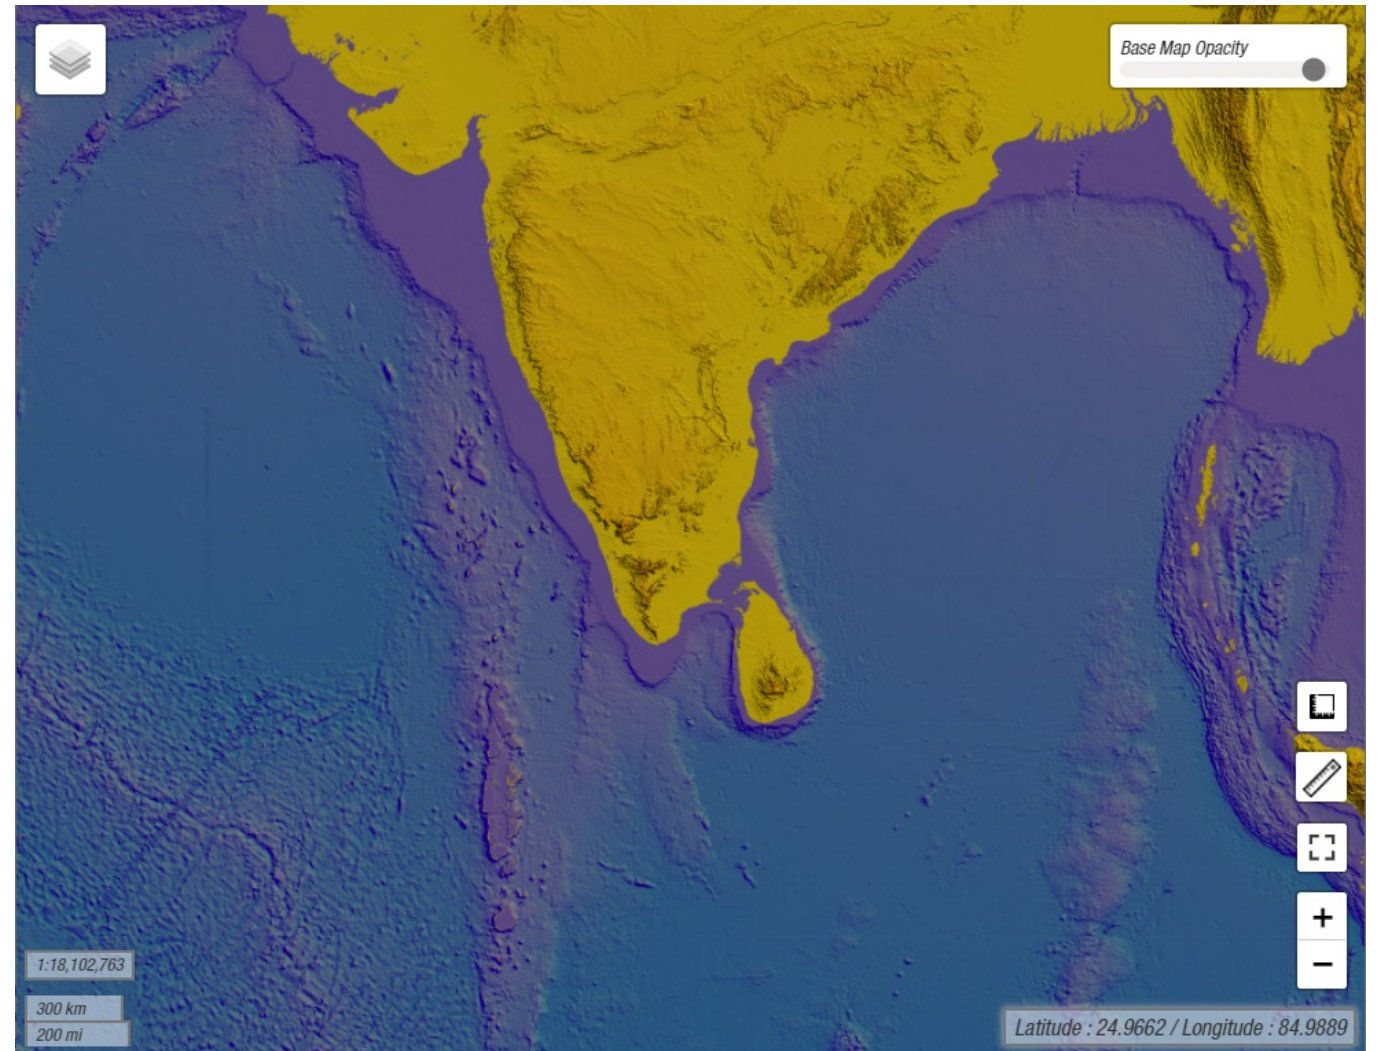 Base Map Opacity
1:18,102,763
300 km
200 mi
Latitude : 24.9662 / Longitude : 84.9889